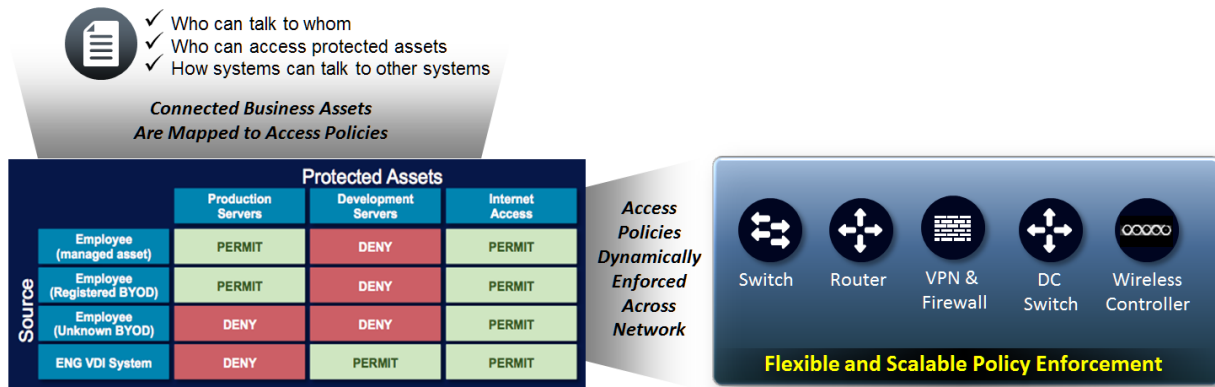 Who can talk to whom
Who can access protected assets
How systems can talk to other systems
Connected Business Assets
Are Mapped to Access Policies
Protected Assets
Production
Servers
Development
Servers
Internet
Access
Source
Employee
(managed asset)
PERMIT
DENY
PERMIT
Employee
(Registered BYOD)
PERMIT
DENY
PERMIT
Employee
(Unknown BYOD)
DENY
DENY
PERMIT
ENG VDI System
DENY
PERMIT
PERMIT
Access
Policies
Dynamically
Enforced
Across
Network
Switch
Router
VPN &
Firewall
DC
Switch
Wireless
Controller
Flexible and Scalable Policy Enforcement